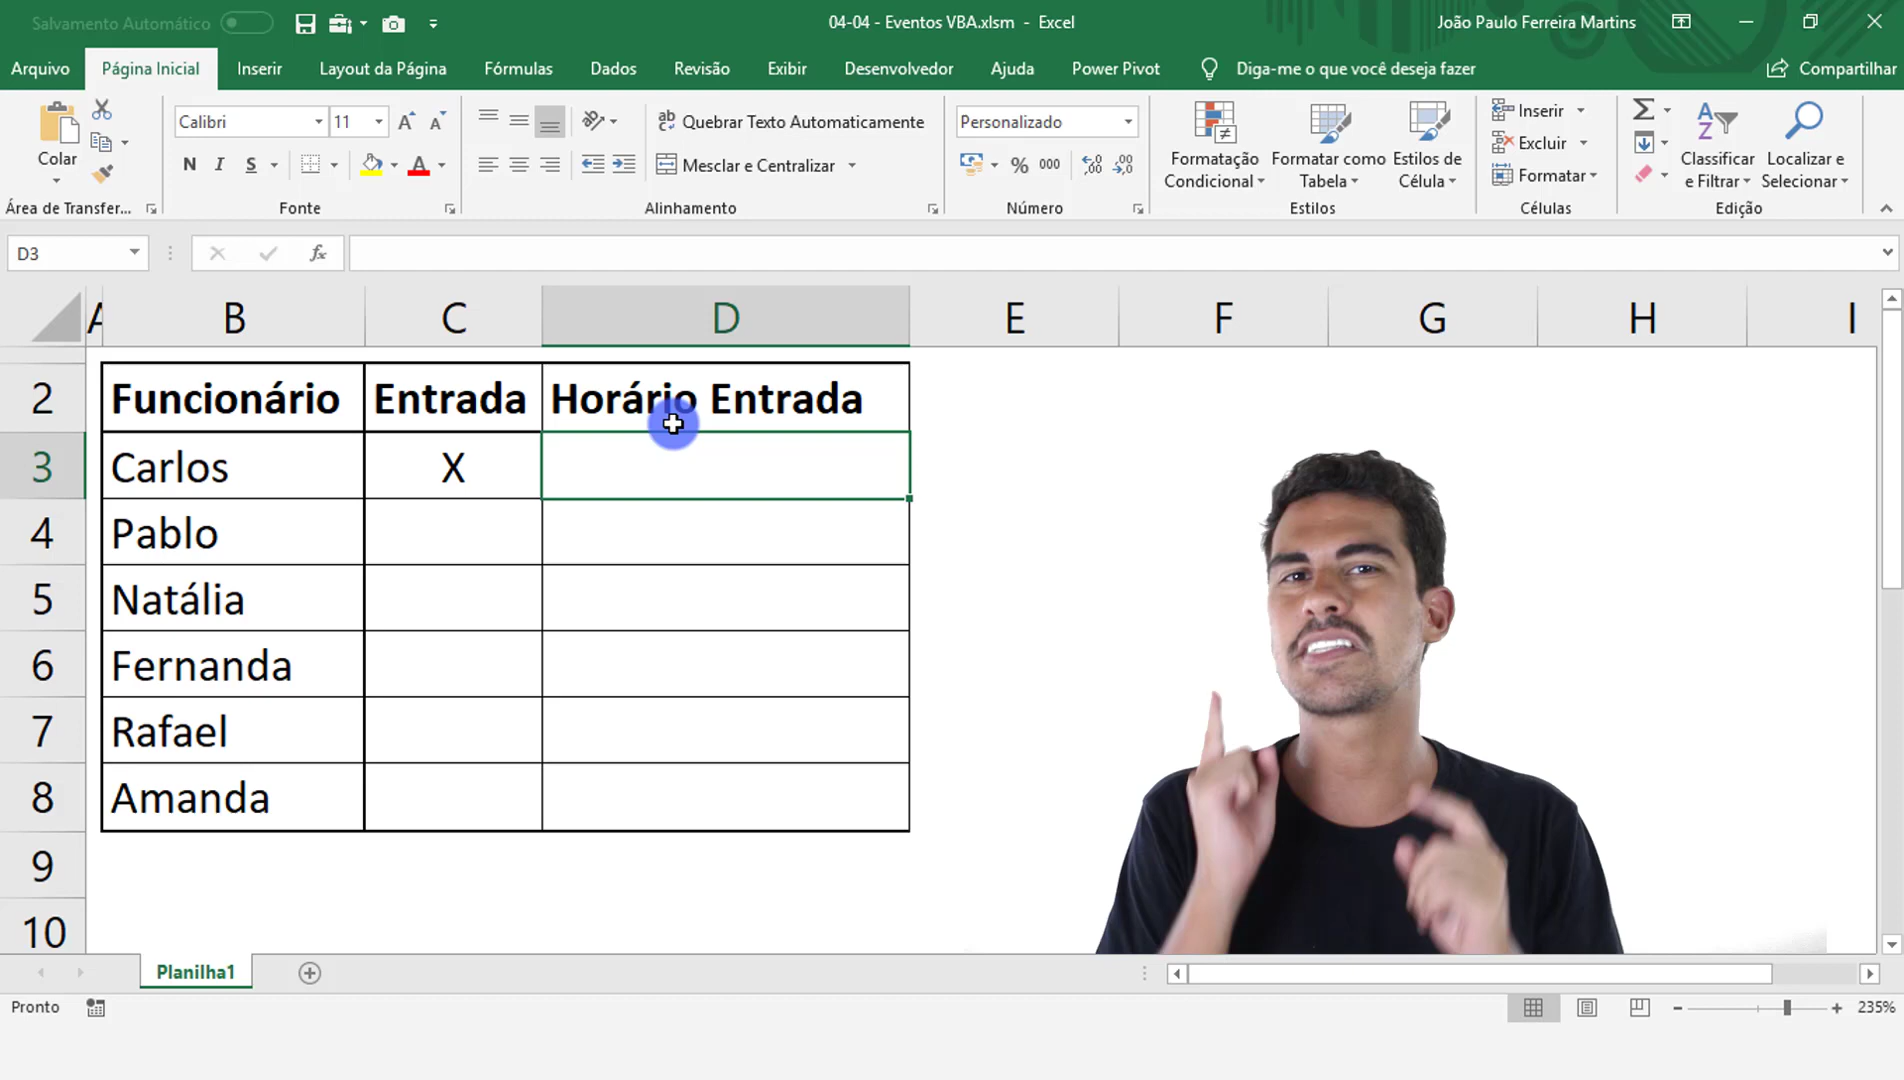 Salvamento Automático
04-04 - Eventos VBA.xlsm - Excel
João Paulo Ferreira Martins
Arquivo Página Inicial Inserir Layout da Página Fórmulas Dados Revisão Exibir Desenvolvedor Ajuda Power Pivot Diga-me o que você deseja fazer Compartilhar
Colar
Área de Transfer...
Calibri 11
N I S
Fonte
Quebrar Texto Automaticamente
Mesclar e Centralizar
Alinhamento
Personalizado
% 000
Número
Formatação Condicional
Formatar como Tabela
Estilos de Célula
Estilos
Inserir
Excluir
Formatar
Células
Classificar e Filtrar
Localizar e Selecionar
Edição
D3 fx
A B C D E F G H I
2 Funcionário Entrada Horário Entrada
3 Carlos X
4 Pablo
5 Natália
6 Fernanda
7 Rafael
8 Amanda
9
10
Planilha1
Pronto 235%